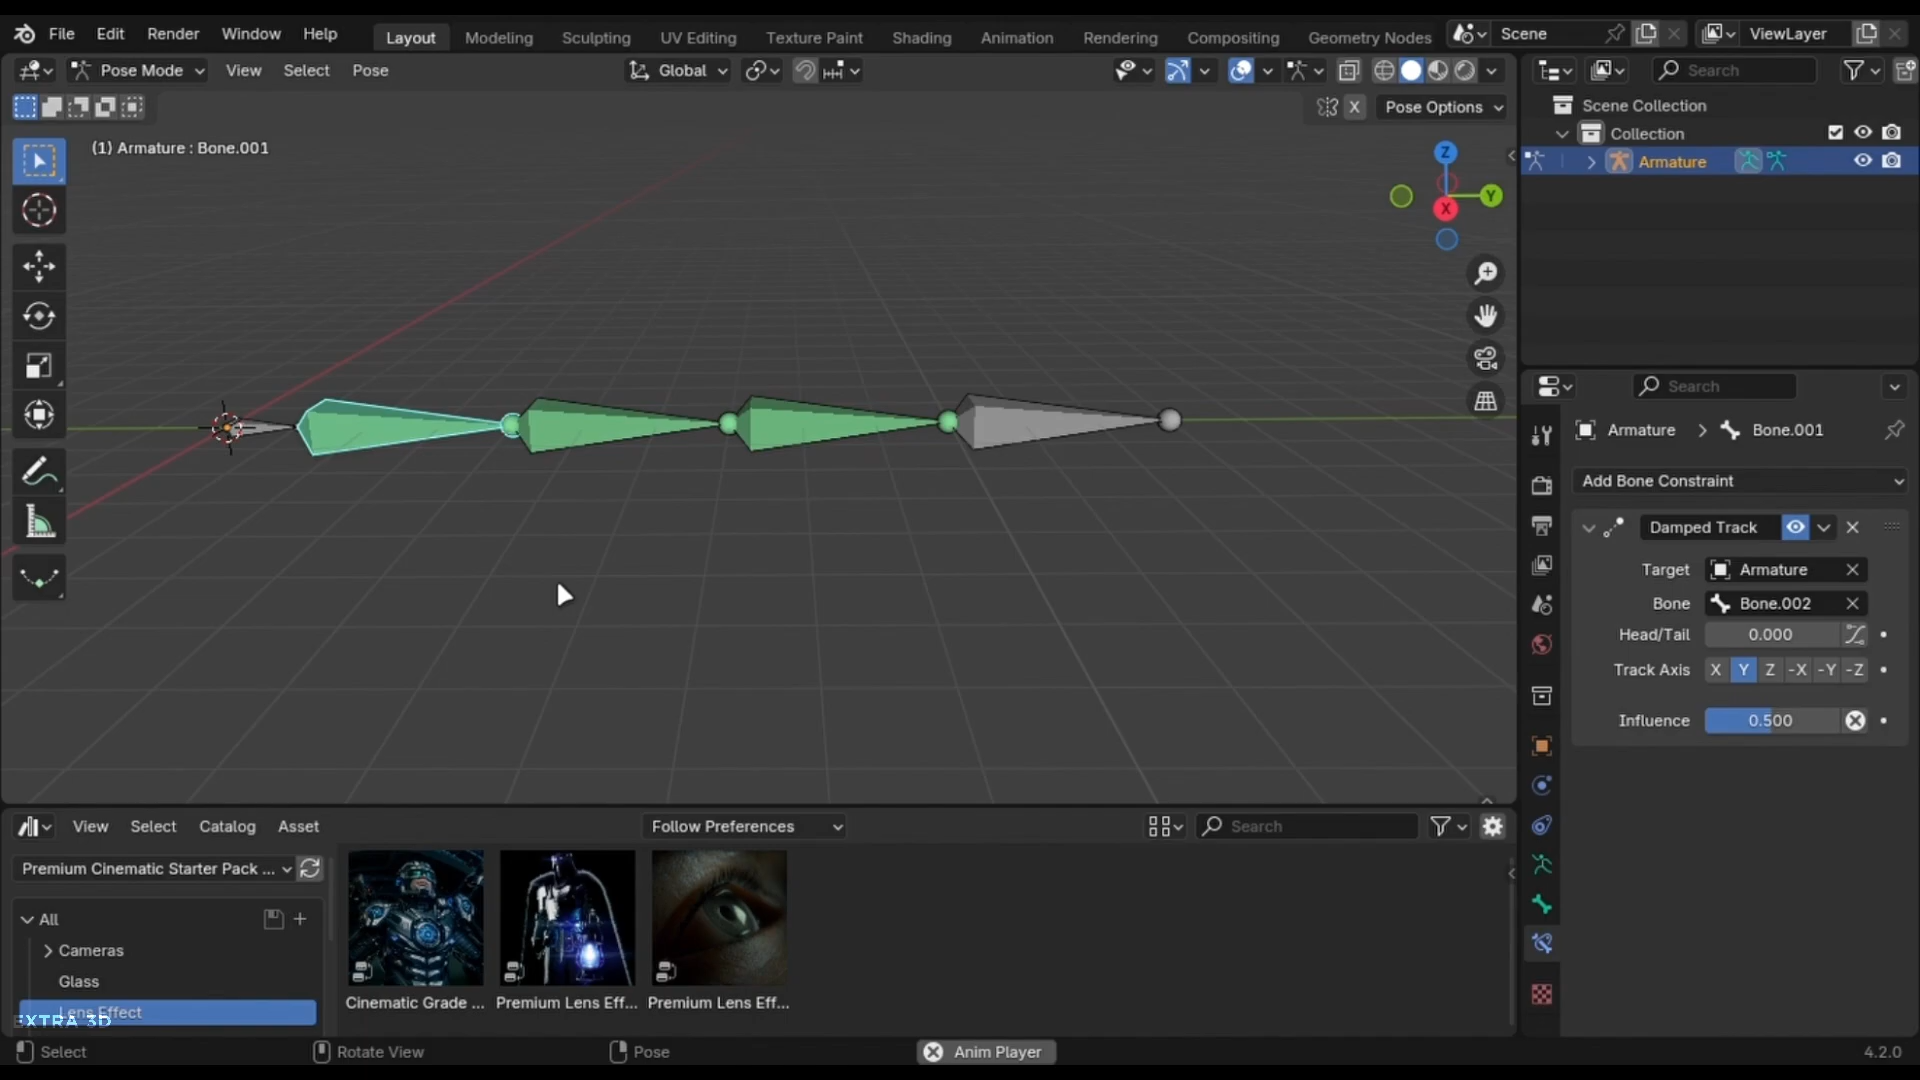 File Edit Render Window Help Layout Modeling Sculpting UV Editing Texture Paint Shading Animation Rendering Compositing Geometry Nodes Scene ViewLayer
Pose Mode View Select Pose Global Search
X Pose Options
(1) Armature : Bone.001
Z
Y
X
Scene Collection
Collection
Armature
Search
Armature > Bone.001
Add Bone Constraint
Damped Track
Target Armature
Bone Bone.002
Head/Tail 0.000
Track Axis X Y Z -X -Y -Z
Influence 0.500
View Select Catalog Asset Follow Preferences Search
Premium Cinematic Starter Pack ...
All
Cameras
Glass
Lens Effect
EXTRA 3D
Cinematic Grade ... Premium Lens Eff... Premium Lens Eff...
Select Rotate View Pose Anim Player 4.2.0